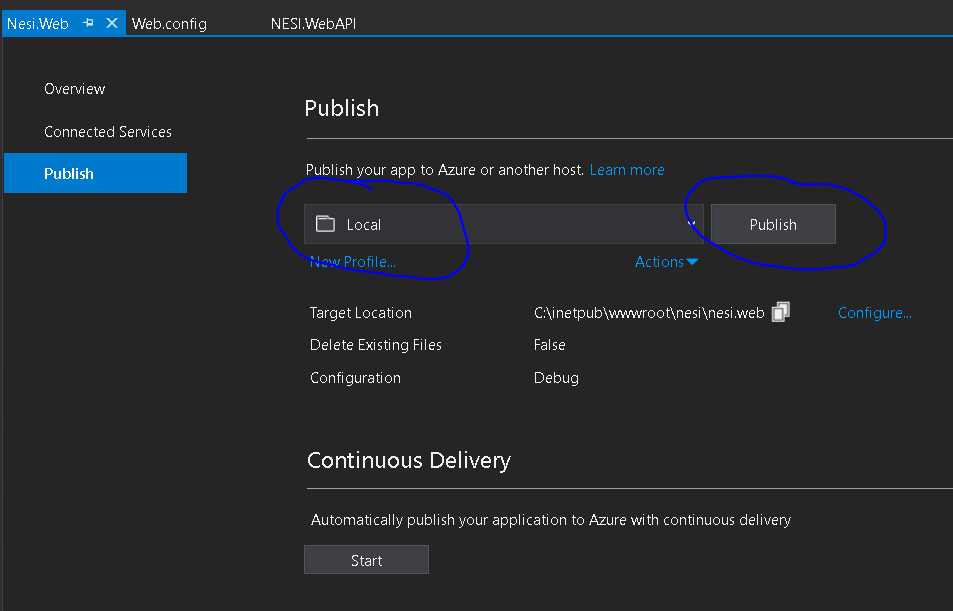 Nesi.Web Web.config NESI.WebAPI
Overview
Connected Services
Publish
Publish
Publish your app to Azure or another host. Learn more
Local Publish
New Profile... Actions
Target Location C:\inetpub\wwwroot\nesi\nesi.web Configure...
Delete Existing Files False
Configuration Debug
Continuous Delivery
Automatically publish your application to Azure with continuous delivery
Start